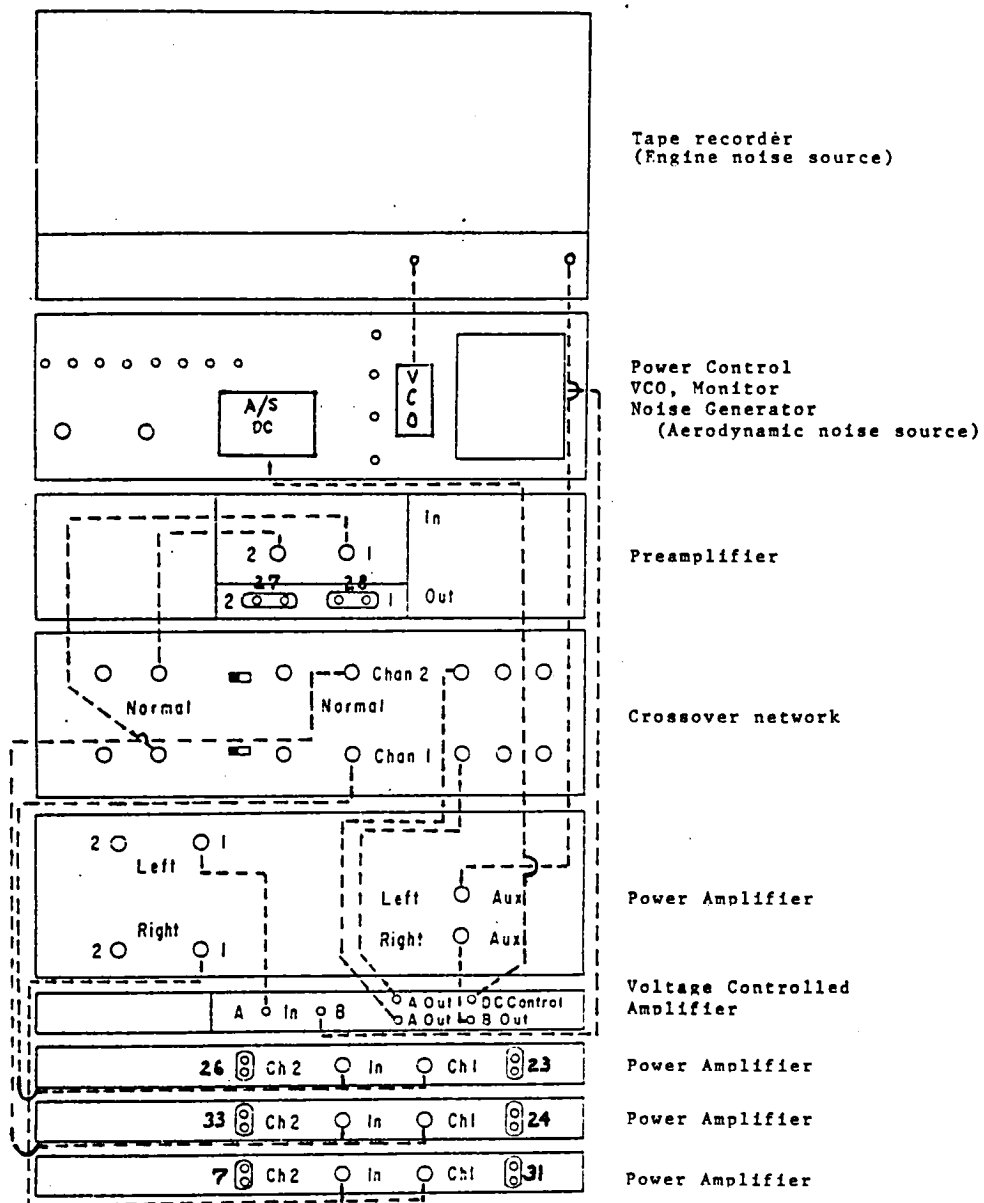 Tape recorder
(Engine noise source)
V
C
O
A/S
DC
Power Control
VCO, Monitor
Noise Generator
(Aerodynamic noise source)
In
2 1
27 28
2 1 Out
Preamplifier
Chan 2
Normal Normal
Chan 1
Crossover network
2 1
Left
Left Aux
Right
Right Aux
2 1
Power Amplifier
Voltage Controlled
Amplifier
A In B
A Out DC Control
A Out B Out
26 Ch2 In Ch1 23
Power Amplifier
33 Ch2 In Ch1 24
Power Amplifier
7 Ch2 In Ch1 31
Power Amplifier